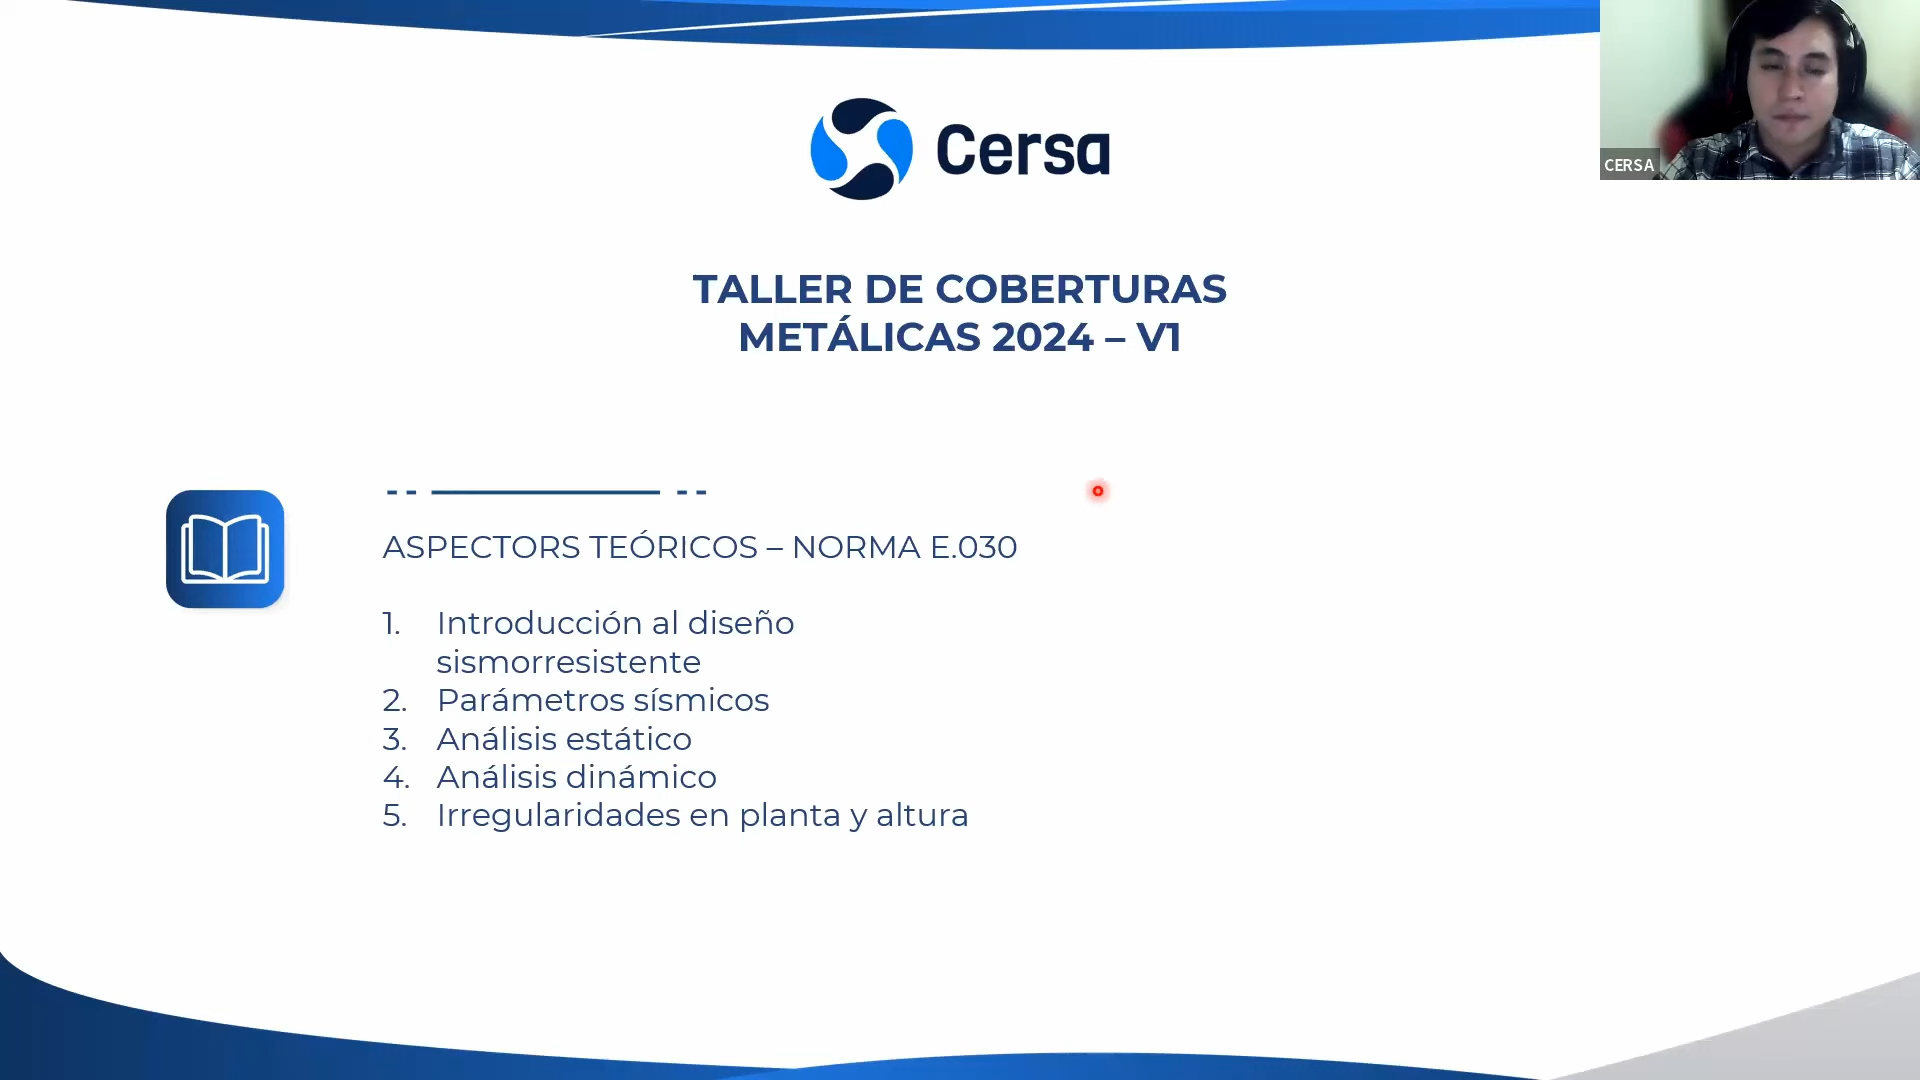 Cersa
CERSA
TALLER DE COBERTURAS
METÁLICAS 2024 – V1
ASPECTORS TEÓRICOS – NORMA E.030
1. Introducción al diseño
sismorresistente
2. Parámetros sísmicos
3. Análisis estático
4. Análisis dinámico
5. Irregularidades en planta y altura